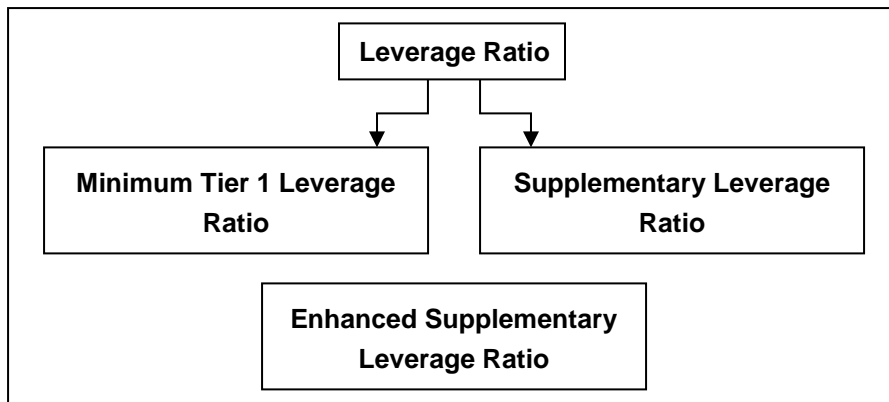 Leverage Ratio
Minimum Tier 1 Leverage
Ratio
Supplementary Leverage
Ratio
Enhanced Supplementary
Leverage Ratio